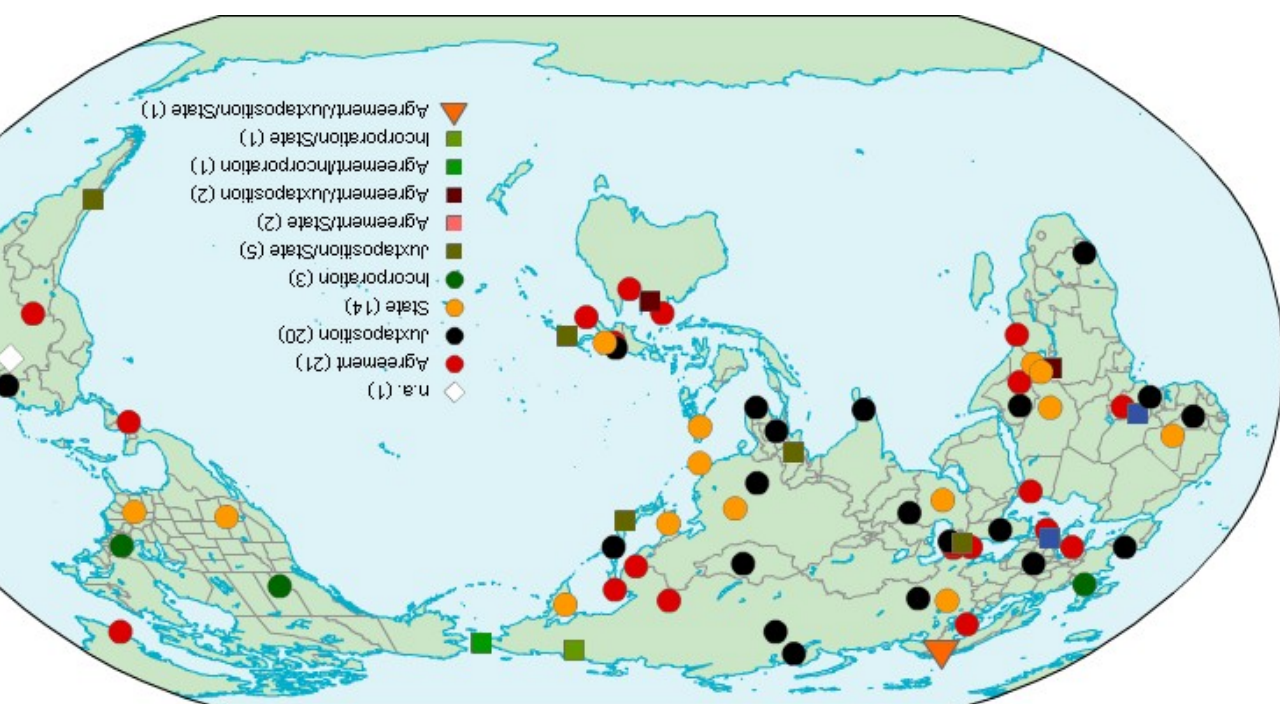 n.a. (1)
Agreement (21)
Juxtaposition (20)
State (14)
Incorporation (3)
Juxtaposition/State (5)
Agreement/State (2)
Agreement/Juxtaposition (2)
Agreement/Incorporation (1)
Incorporation/State (1)
Agreement/Juxtaposition/State (1)